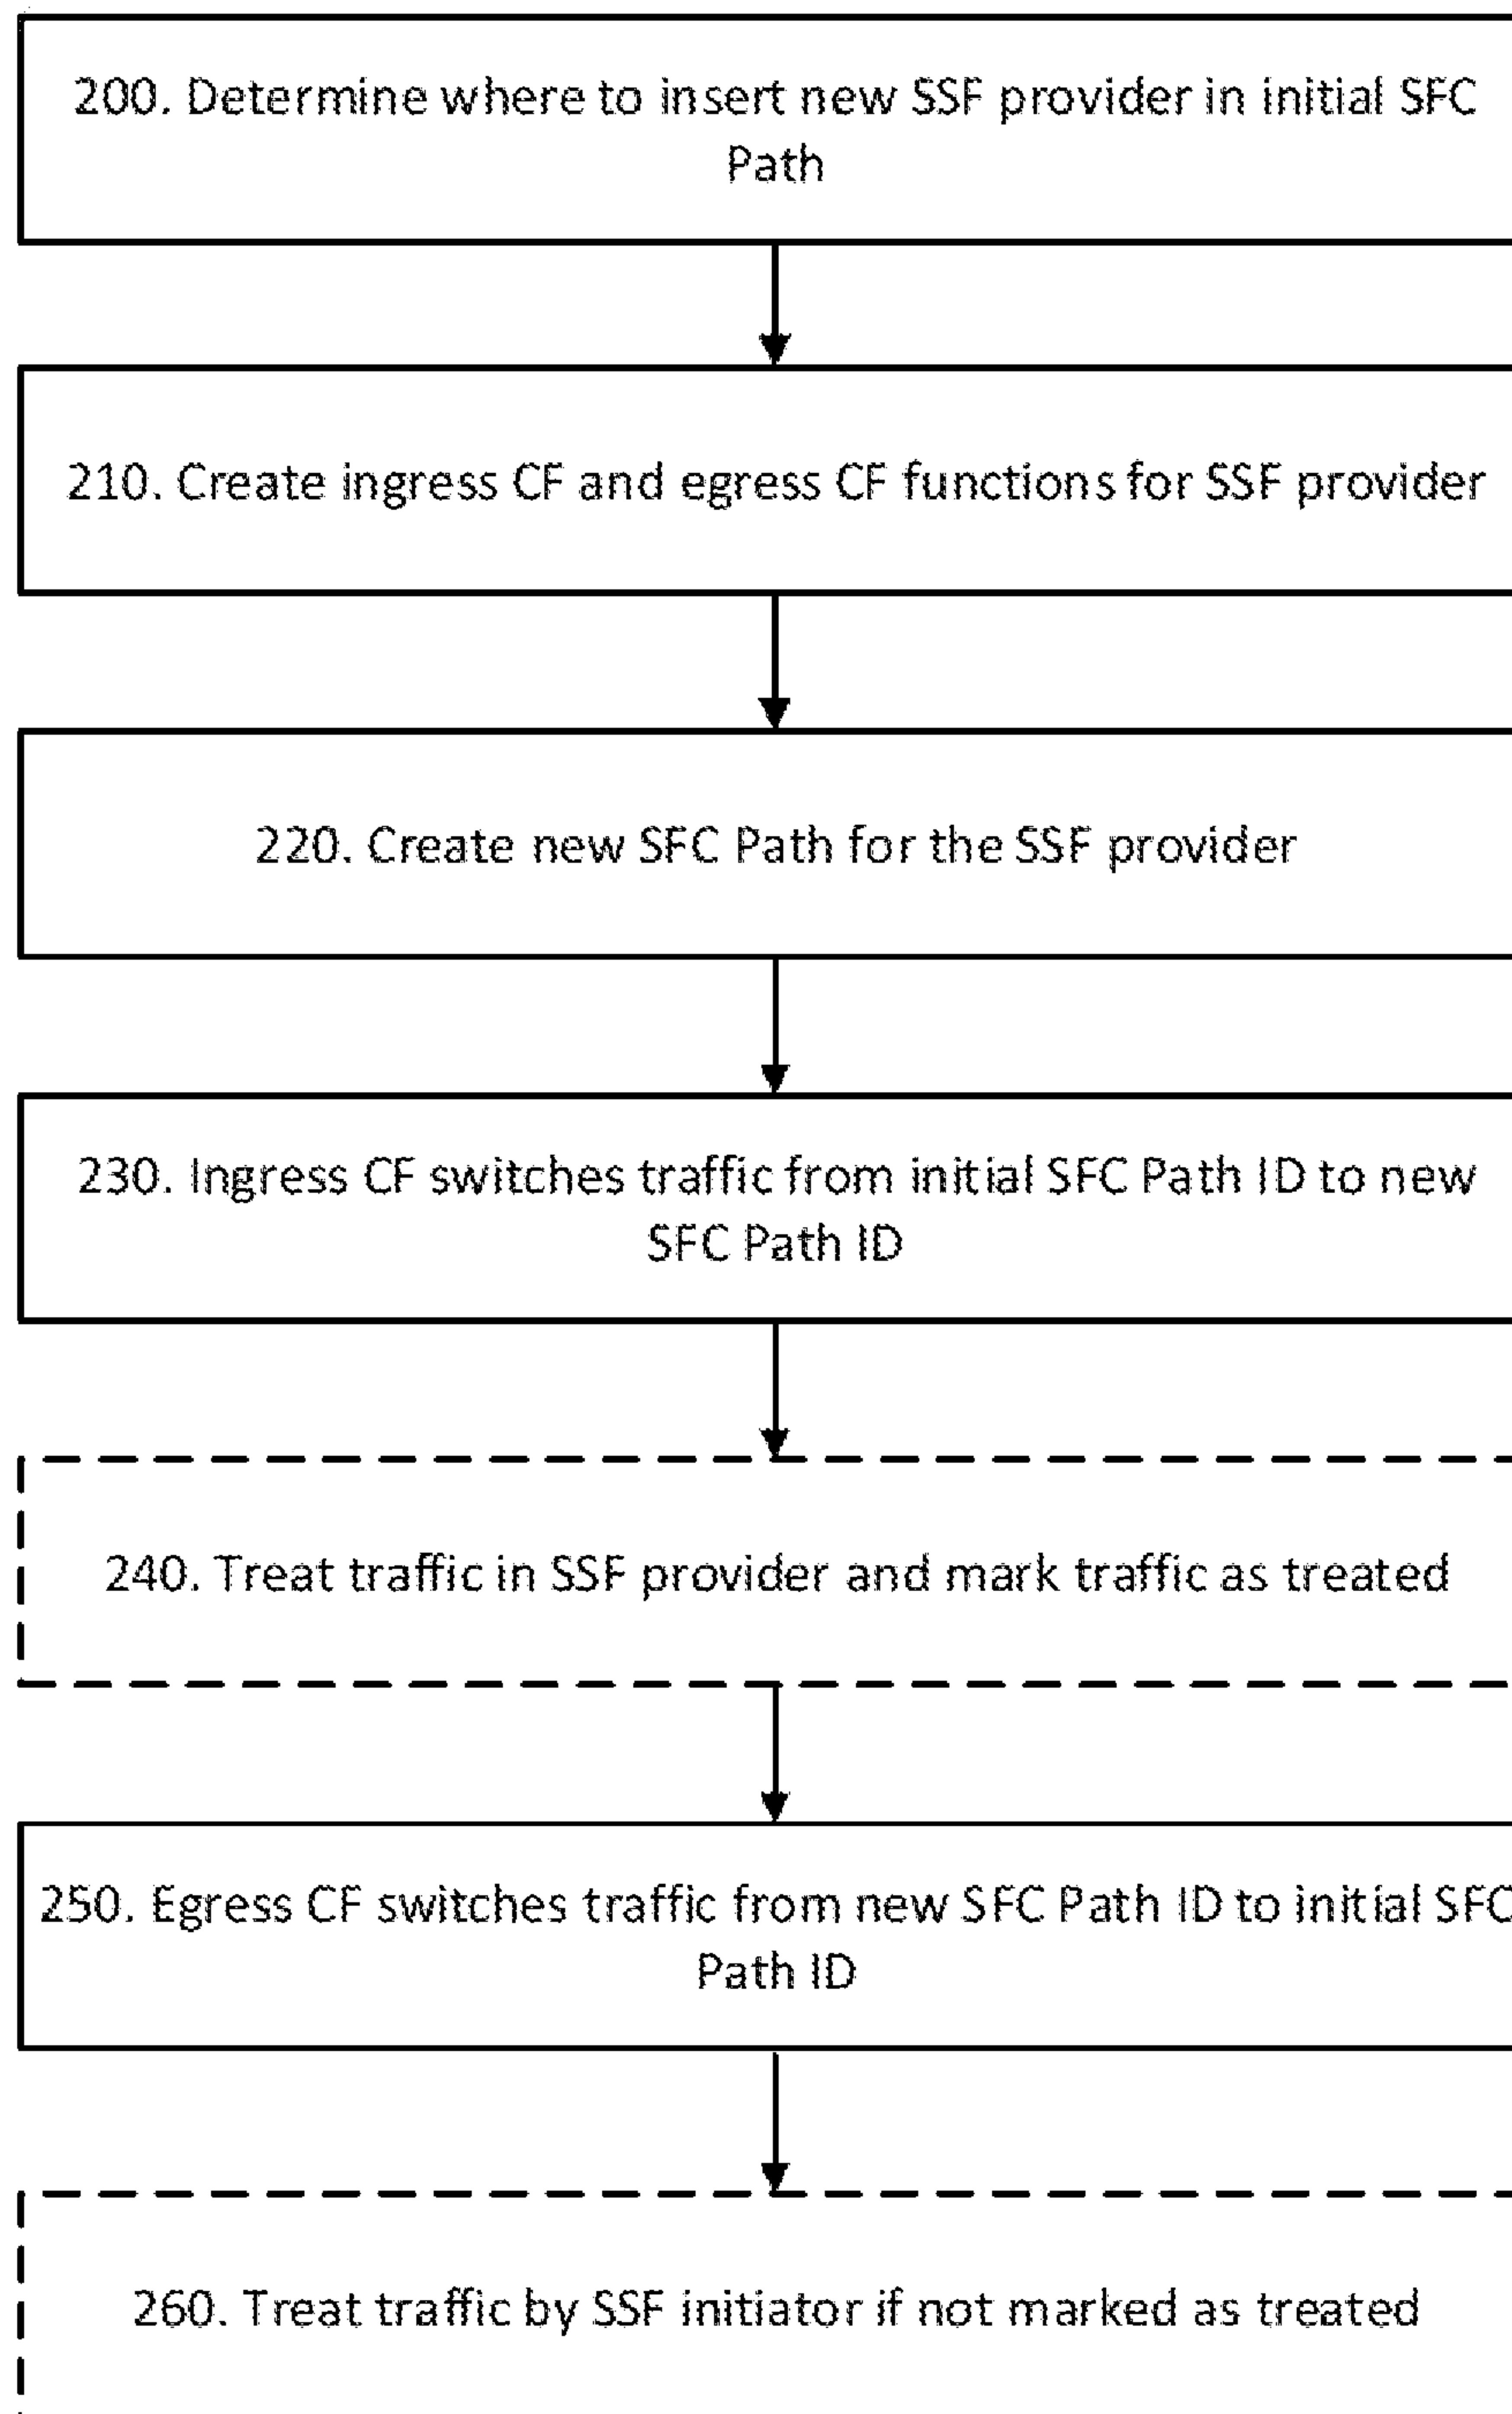 200. Determine where to insert new SSF provider in initial SFC
Path
210. Create ingress CF and egress CF functions for SSF provider
220. Create new SFC Path for the SSF provider
230. Ingress CF switches traffic from initial SFC Path ID to new
SFC Path ID
240. Treat traffic in SSF provider and mark traffic as treated
250. Egress CF switches traffic from new SFC Path ID to initial SFC
Path ID
260. Treat traffic by SSF initiator if not marked as treated